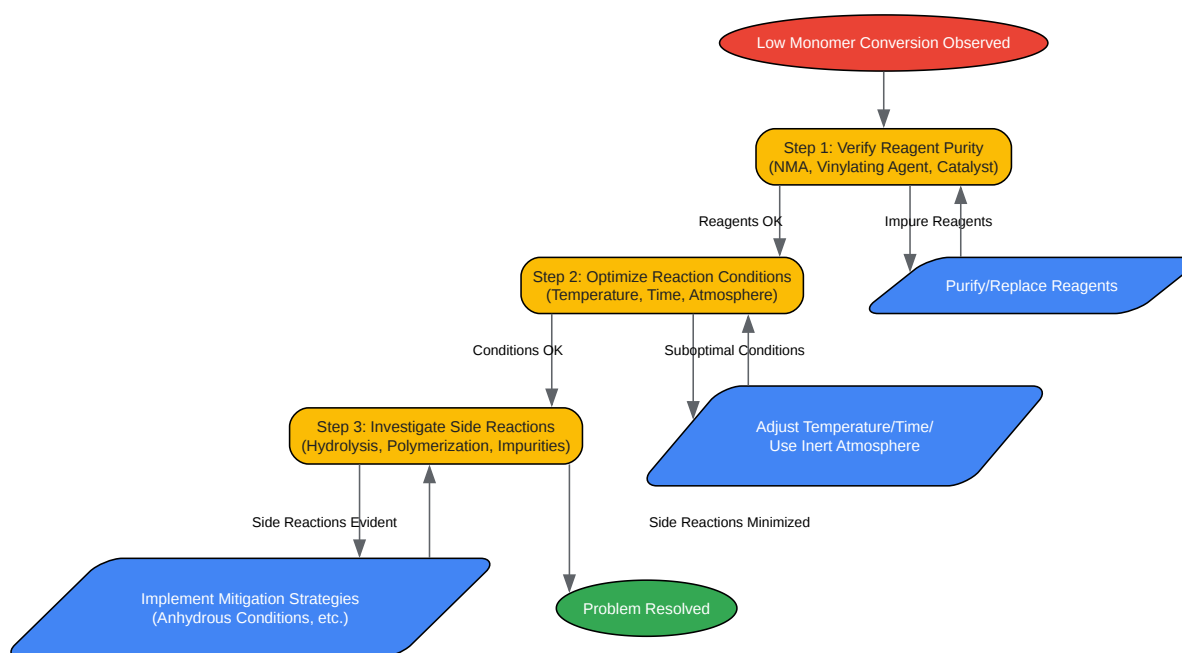 Low Monomer Conversion Observed
Step 1: Verify Reagent Purity
(NMA, Vinylating Agent, Catalyst)
Reagents OK
Impure Reagents
Step 2: Optimize Reaction Conditions
(Temperature, Time, Atmosphere)
Purify/Replace Reagents
Conditions OK
Suboptimal Conditions
Step 3: Investigate Side Reactions
(Hydrolysis, Polymerization, Impurities)
Adjust Temperature/Time/
Use Inert Atmosphere
Side Reactions Evident
Side Reactions Minimized
Implement Mitigation Strategies
(Anhydrous Conditions, etc.)
Problem Resolved